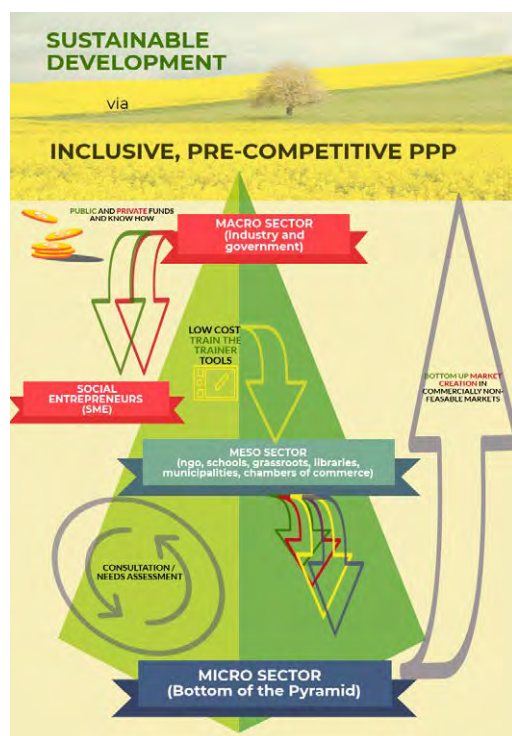 SUSTAINABLE
DEVELOPMENT
via
INCLUSIVE, PRE-COMPETITIVE PPP
PUBLIC AND PRIVATE FUNDS
AND KNOW HOW
MACRO SECTOR
(industry and
government)
LOW COST
TRAIN THE
TRAINER
TOOLS
BOTTOM UP MARKET
CREATION IN
COMMERCIALLY NON-
FEASABLE MARKETS
SOCIAL
ENTREPRENEURS
(SME)
MESO SECTOR
(ngo, schools, grassroots, libraries,
municipalities, chambers of commerce)
CONSULTATION /
NEEDS ASSESSMENT
MICRO SECTOR
(Bottom of the Pyramid)